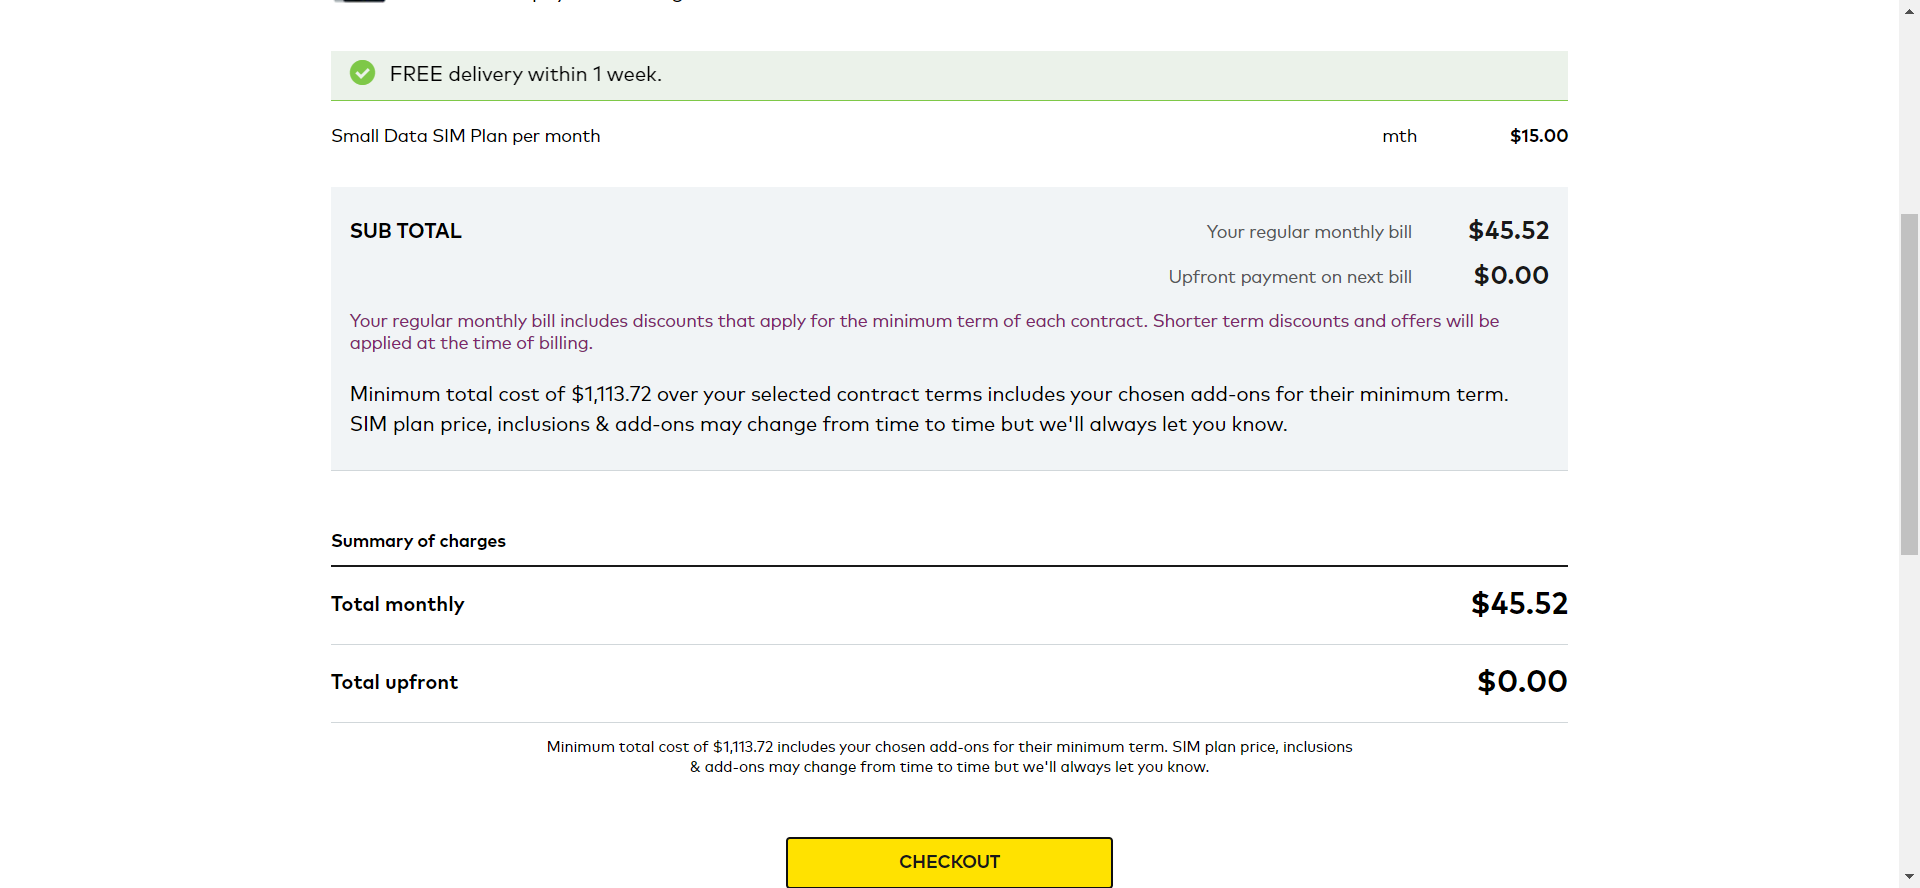 FREE delivery within 1 week.
Small Data SIM Plan per month mth $15.00
SUB TOTAL Your regular monthly bill $45.52
Upfront payment on next bill $0.00
Your regular monthly bill includes discounts that apply for the minimum term of each contract. Shorter term discounts and offers will be
applied at the time of billing.
Minimum total cost of $1,113.72 over your selected contract terms includes your chosen add-ons for their minimum term.
SIM plan price, inclusions & add-ons may change from time to time but we'll always let you know.
Summary of charges
Total monthly $45.52
Total upfront $0.00
Minimum total cost of $1,113.72 includes your chosen add-ons for their minimum term. SIM plan price, inclusions
& add-ons may change from time to time but we'll always let you know.
CHECKOUT